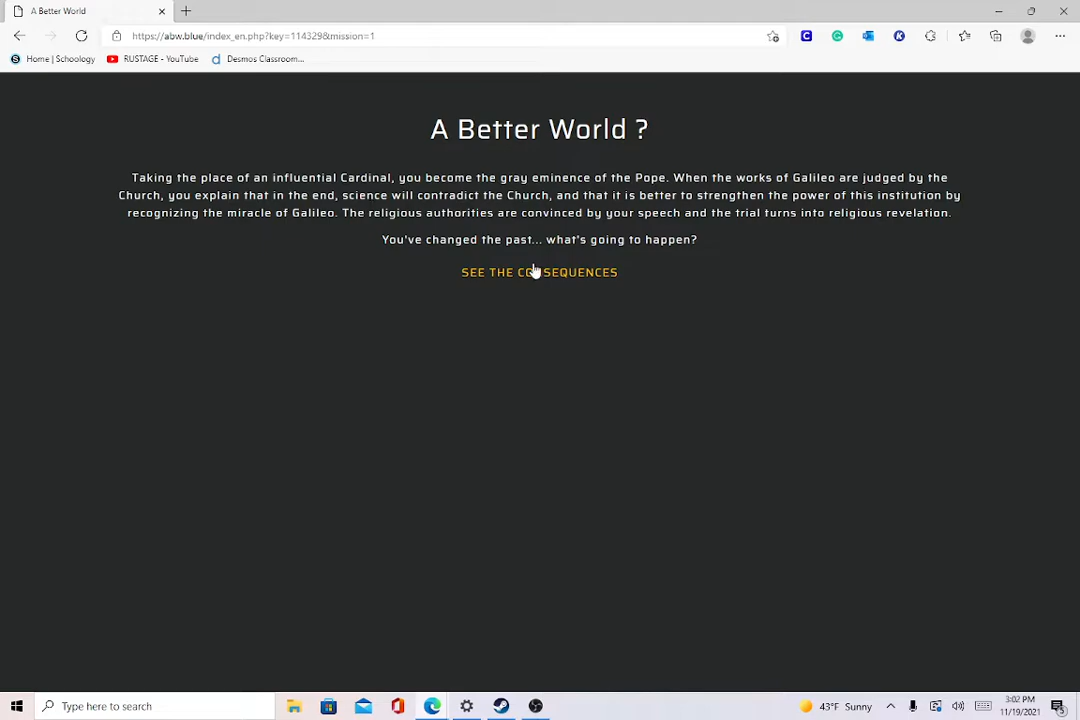 A Better World
https://abw.blue/index_en.php?key=114329&mission=1
Home | Schoology
RUSTAGE - YouTube
Desmos Classroom...
A Better World ?
Taking the place of an influential Cardinal, you become the gray eminence of the Pope. When the works of Galileo are judged by the
Church, you explain that in the end, science will contradict the Church, and that it is better to strengthen the power of this institution by
recognizing the miracle of Galileo. The religious authorities are convinced by your speech and the trial turns into religious revelation.
You've changed the past... what's going to happen?
SEE THE CONSEQUENCES
Type here to search
43°F Sunny
3:02 PM
11/19/2021